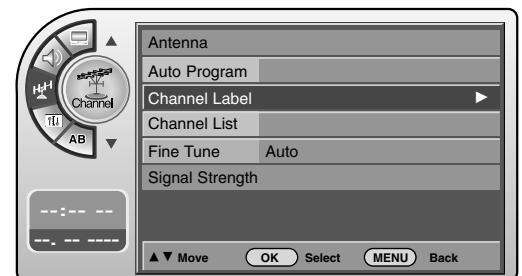 Channel
AB
--:-- --
--. -- ----
Antenna
Auto Program
Channel Label ►
Channel List
Fine Tune Auto
Signal Strength
▲▼ Move OK Select MENU Back